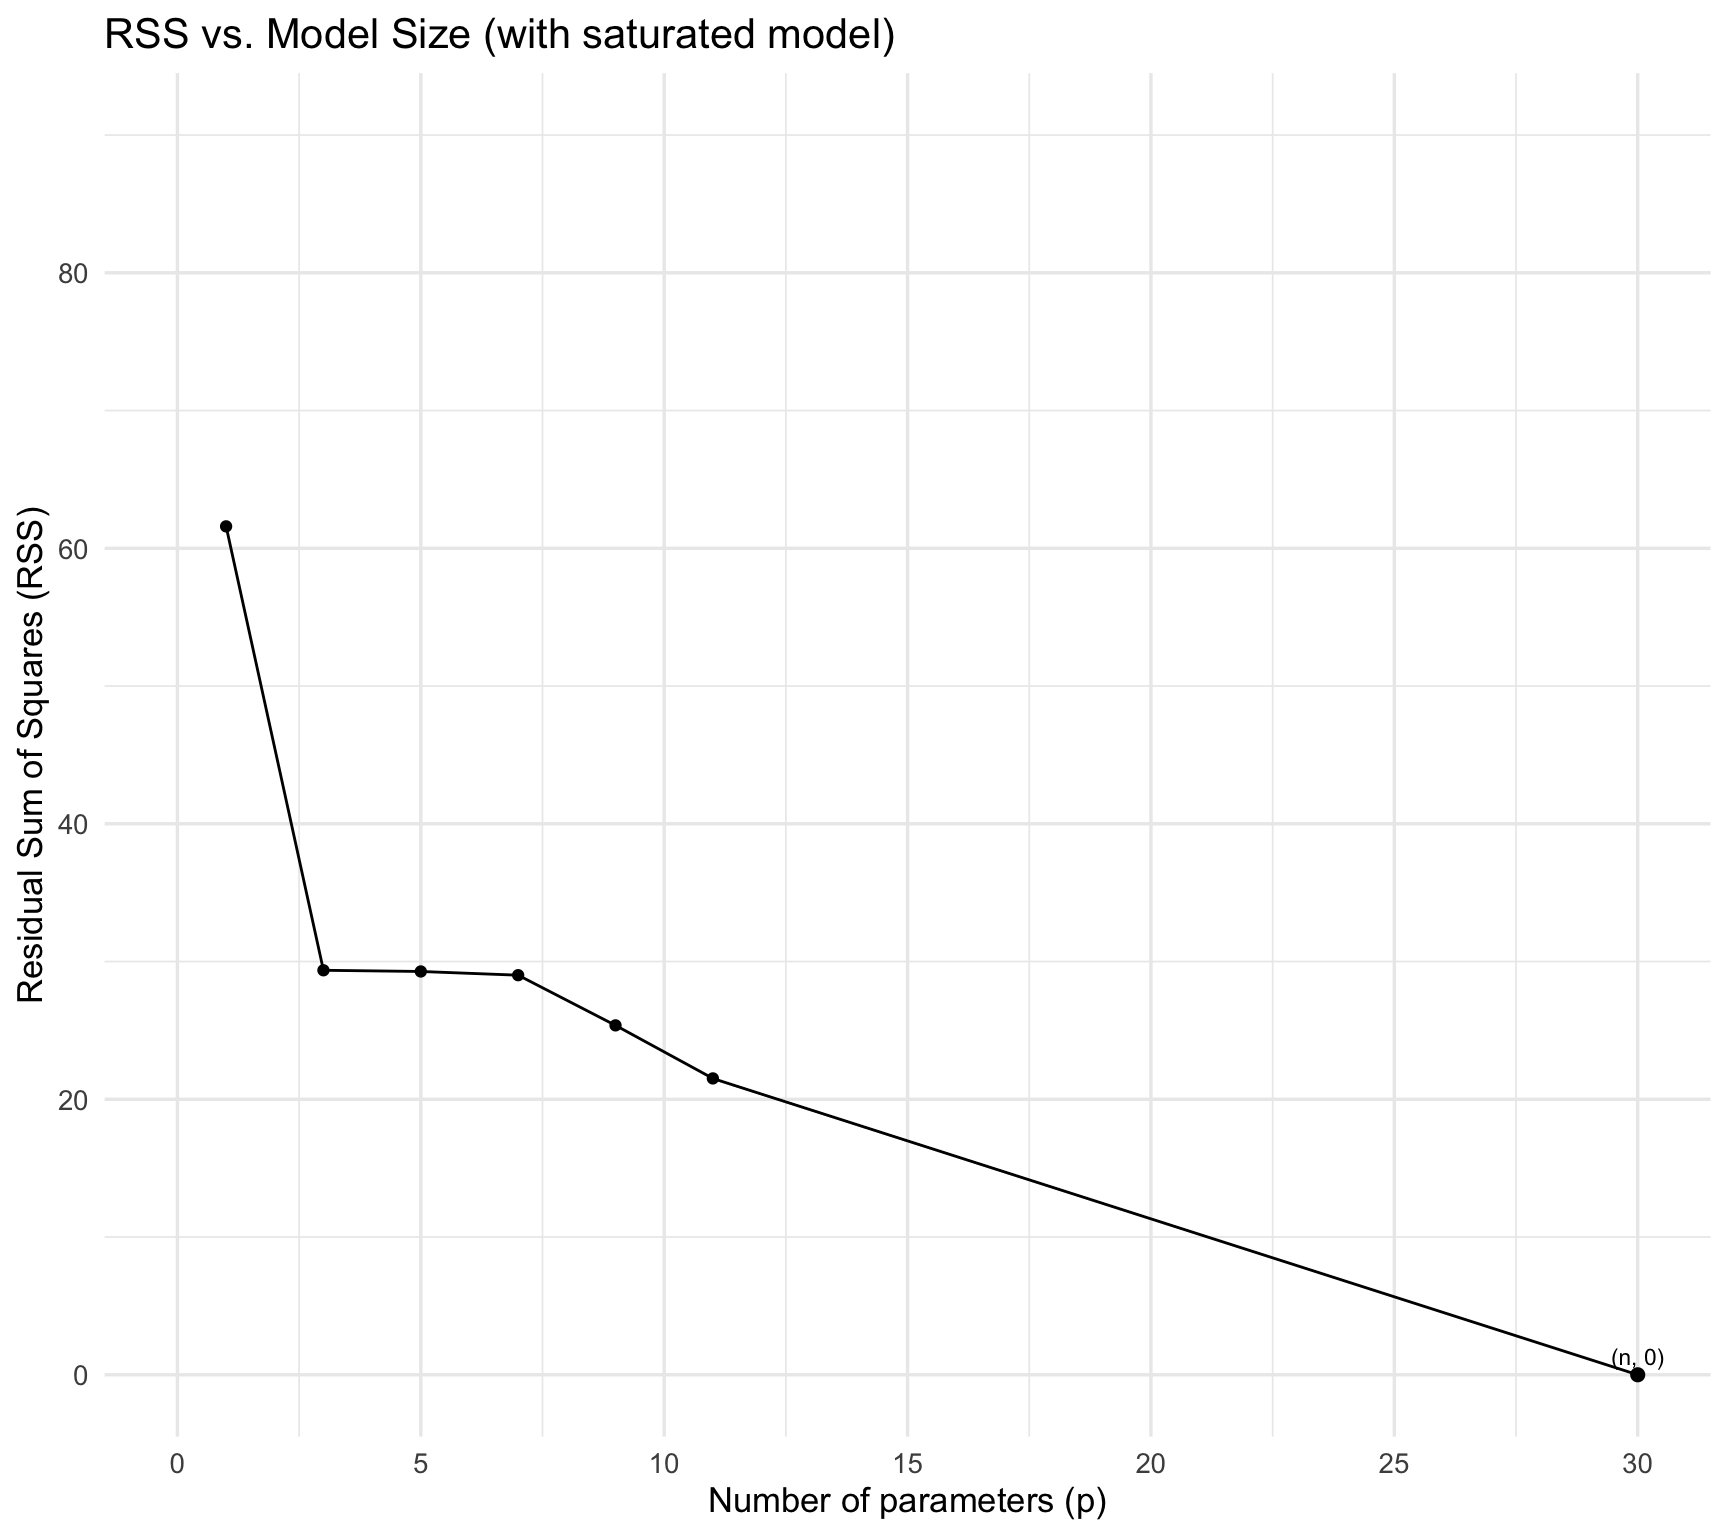 RSS vs. Model Size (with saturated model)
Residual Sum of Squares (RSS)
80
60
40
20
0
(n, 0)
0 5 10 15 20 25 30
Number of parameters (p)